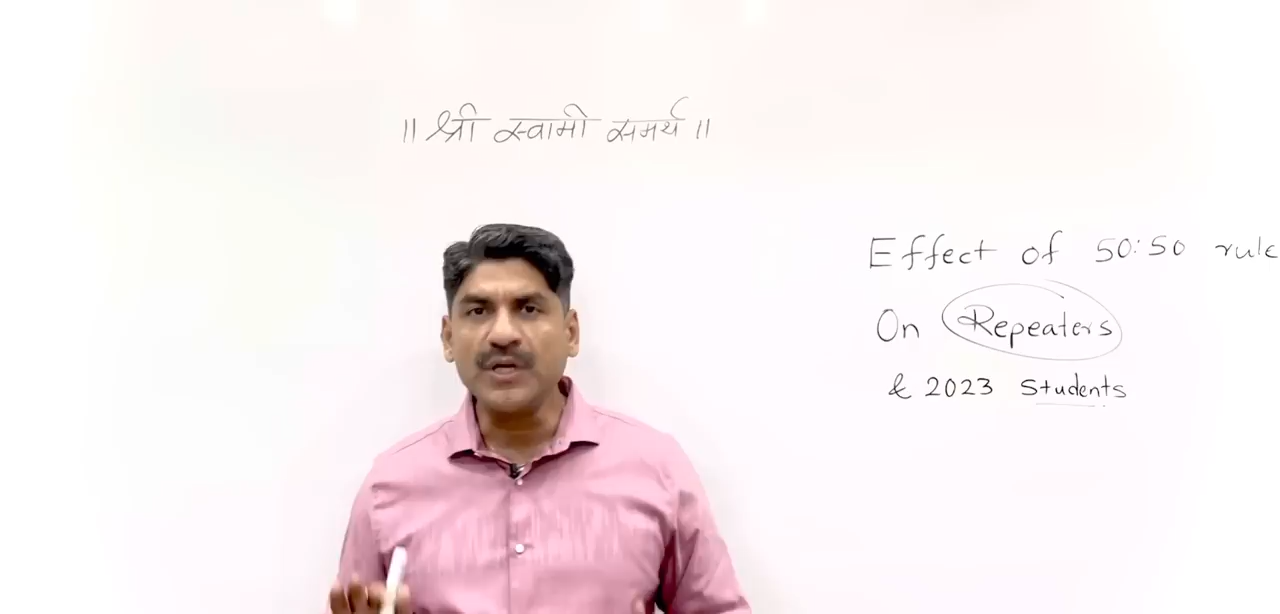 ॥ श्री स्वामी समर्थ ॥
Effect of 50:50 rule
On Repeaters
& 2023 Students